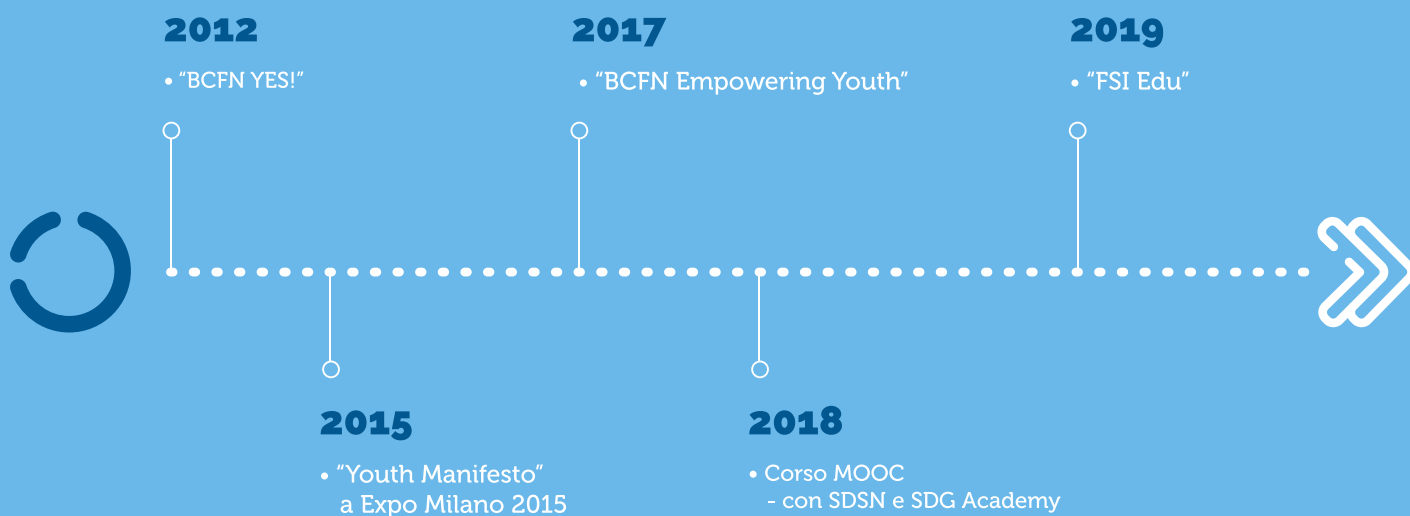 2012
• “BCFN YES!”
2015
• “Youth Manifesto”
a Expo Milano 2015
2017
• “BCFN Empowering Youth”
2018
• Corso MOOC
- con SDSN e SDG Academy
2019
• “FSI Edu”